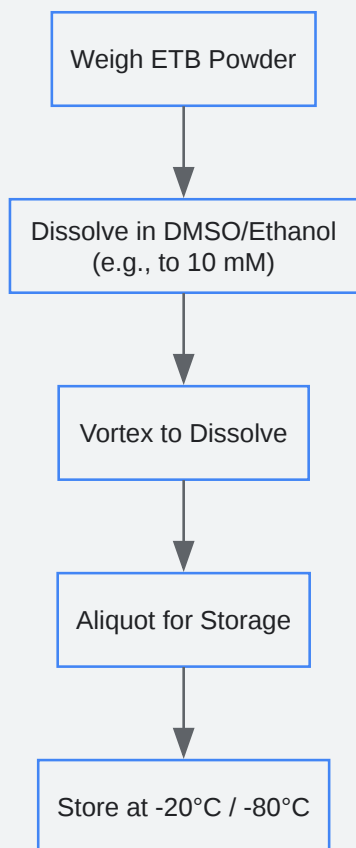 Weigh ETB Powder
Dissolve in DMSO/Ethanol
(e.g., to 10 mM)
Vortex to Dissolve
Aliquot for Storage
Store at -20°C / -80°C